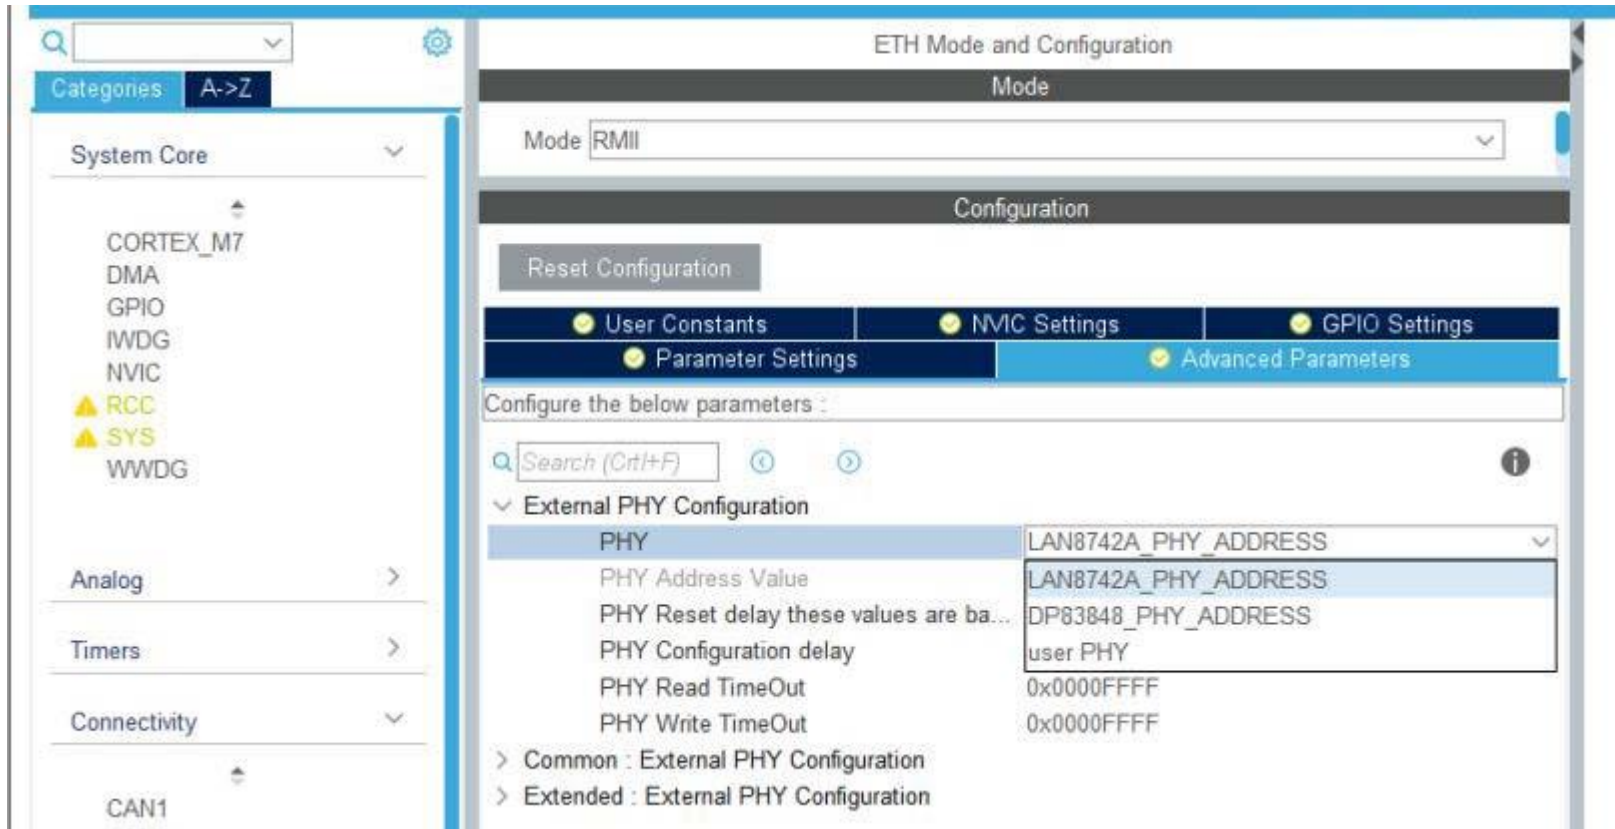 Categories
A->Z
System Core
CORTEX_M7
DMA
GPIO
IWDG
NVIC
RCC
SYS
WWDG
Analog
Timers
Connectivity
CAN1
ETH Mode and Configuration
Mode
Mode RMII
Configuration
Reset Configuration
User Constants
NVIC Settings
GPIO Settings
Parameter Settings
Advanced Parameters
Configure the below parameters :
Search (Crtl+F)
External PHY Configuration
PHY LAN8742A_PHY_ADDRESS
PHY Address Value LAN8742A_PHY_ADDRESS
PHY Reset delay these values are ba... DP83848_PHY_ADDRESS
PHY Configuration delay user PHY
PHY Read TimeOut 0x0000FFFF
PHY Write TimeOut 0x0000FFFF
Common : External PHY Configuration
Extended : External PHY Configuration